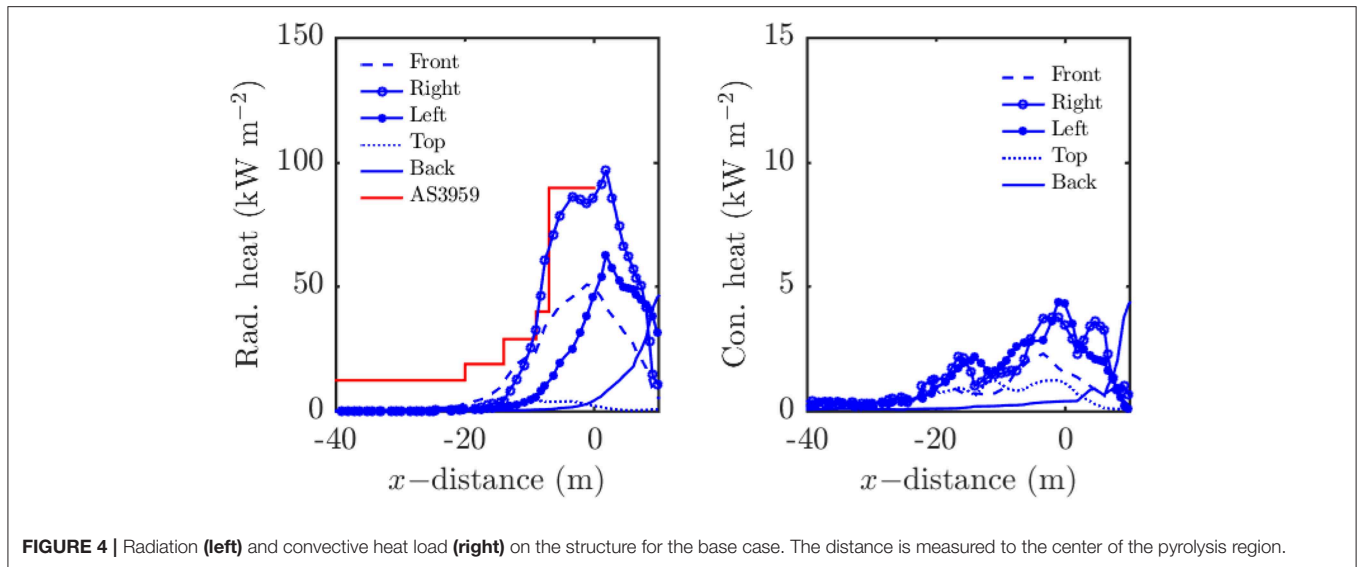 150
100
50
0
-40
-20
0
Rad. heat (kW m−2)
x−distance (m)
Front
Right
Left
Top
Back
AS3959
15
10
5
0
-40
-20
0
Con. heat (kW m−2)
x−distance (m)
Front
Right
Left
Top
Back
FIGURE 4 | Radiation (left) and convective heat load (right) on the structure for the base case. The distance is measured to the center of the pyrolysis region.